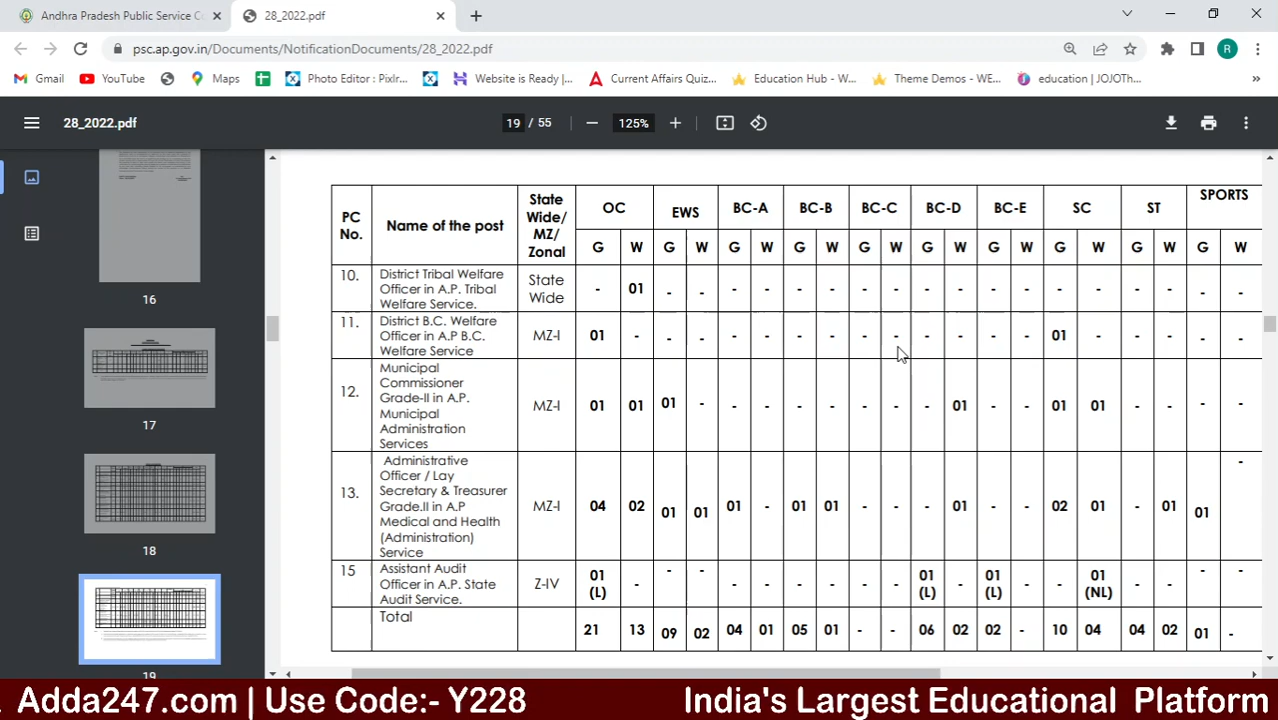 Andhra Pradesh Public Service Co
28_2022.pdf
psc.ap.gov.in/Documents/NotificationDocuments/28_2022.pdf
R
Gmail YouTube Maps Photo Editor : Pixlr... Website is Ready |... Current Affairs Quiz... Education Hub - W... Theme Demos - WE... education | JOJOTh...
28_2022.pdf 19 / 55 125%
16
17
18
19
PC No. Name of the post State Wide/ MZ/ Zonal OC EWS BC-A BC-B BC-C BC-D BC-E SC ST SPORTS
G W G W G W G W G W G W G W G W G W G W
10. District Tribal Welfare Officer in A.P. Tribal Welfare Service. State Wide - 01 - - - - - - - - - - - - - - - - - -
11. District B.C. Welfare Officer in A.P B.C. Welfare Service MZ-I 01 - - - - - - - - - - - - - 01 - - - - -
12. Municipal Commissioner Grade-II in A.P. Municipal Administration Services MZ-I 01 01 01 - - - - - - - - 01 - - 01 01 - - - -
13. Administrative Officer / Lay Secretary & Treasurer Grade.II in A.P Medical and Health (Administration) Service MZ-I 04 02 01 01 01 - 01 01 - - - 01 - - 02 01 - 01 01 -
15 Assistant Audit Officer in A.P. State Audit Service. Z-IV 01 (L) - - - - - - - - - 01 (L) - 01 (L) - - 01 (NL) - - - -
Total 21 13 09 02 04 01 05 01 - - 06 02 02 - 10 04 04 02 01 -
. Adda247.com | Use Code:- Y228 India's Largest Educational Platform